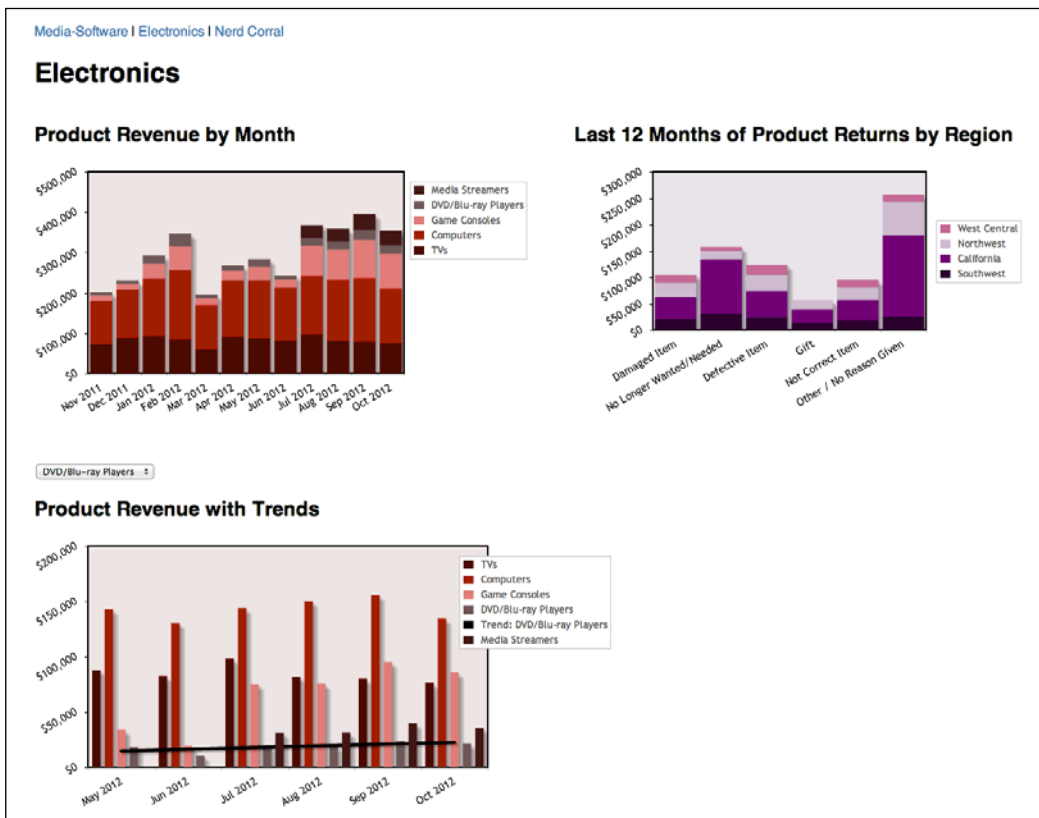 Media-Software | Electronics | Nerd Corral
Electronics
Product Revenue by Month
$500,000
$400,000
$300,000
$200,000
$100,000
$0
Nov 2011
Dec 2011
Jan 2012
Feb 2012
Mar 2012
Apr 2012
May 2012
Jun 2012
Jul 2012
Aug 2012
Sep 2012
Oct 2012
Media Streamers
DVD/Blu-ray Players
Game Consoles
Computers
TVs
Last 12 Months of Product Returns by Region
$300,000
$250,000
$200,000
$150,000
$100,000
$50,000
$0
Damaged Item
No Longer Wanted/Needed
Defective Item
Gift
Not Correct Item
Other / No Reason Given
West Central
Northwest
California
Southwest
DVD/Blu-ray Players
Product Revenue with Trends
$200,000
$150,000
$100,000
$50,000
$0
May 2012
Jun 2012
Jul 2012
Aug 2012
Sep 2012
Oct 2012
TVs
Computers
Game Consoles
DVD/Blu-ray Players
Trend: DVD/Blu-ray Players
Media Streamers